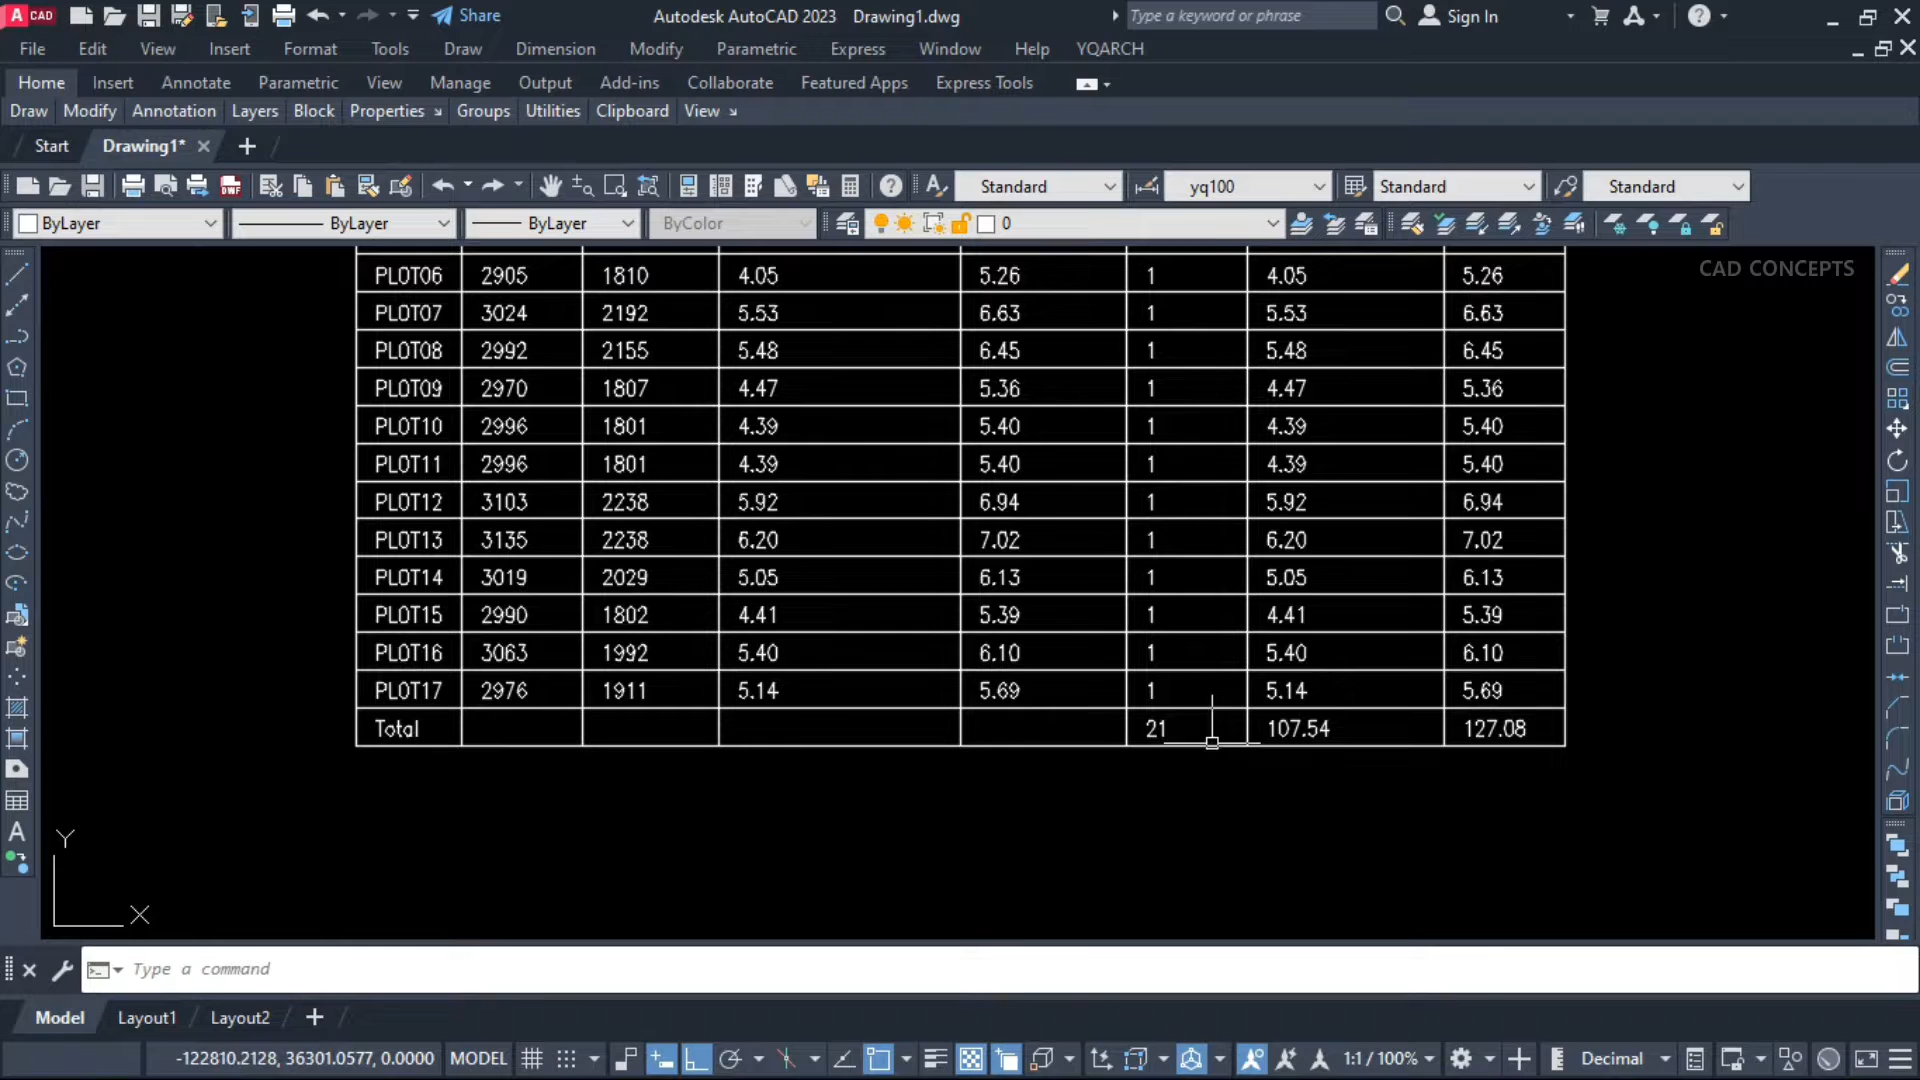 A CAD Share Autodesk AutoCAD 2023 Drawing1.dwg Type a keyword or phrase Sign In
File Edit View Insert Format Tools Draw Dimension Modify Parametric Express Window Help YQARCH
Home Insert Annotate Parametric View Manage Output Add-ins Collaborate Featured Apps Express Tools
Draw Modify Annotation Layers Block Properties Groups Utilities Clipboard View
Start Drawing1*
Standard yq100 Standard Standard
ByLayer ByLayer ByLayer ByColor 0
CAD CONCEPTS
PLOT06 2905 1810 4.05 5.26 1 4.05 5.26
PLOT07 3024 2192 5.53 6.63 1 5.53 6.63
PLOT08 2992 2155 5.48 6.45 1 5.48 6.45
PLOT09 2970 1807 4.47 5.36 1 4.47 5.36
PLOT10 2996 1801 4.39 5.40 1 4.39 5.40
PLOT11 2996 1801 4.39 5.40 1 4.39 5.40
PLOT12 3103 2238 5.92 6.94 1 5.92 6.94
PLOT13 3135 2238 6.20 7.02 1 6.20 7.02
PLOT14 3019 2029 5.05 6.13 1 5.05 6.13
PLOT15 2990 1802 4.41 5.39 1 4.41 5.39
PLOT16 3063 1992 5.40 6.10 1 5.40 6.10
PLOT17 2976 1911 5.14 5.69 1 5.14 5.69
Total 21 107.54 127.08
Y
X
Type a command
Model Layout1 Layout2
-122810.2128, 36301.0577, 0.0000 MODEL 1:1 / 100% Decimal